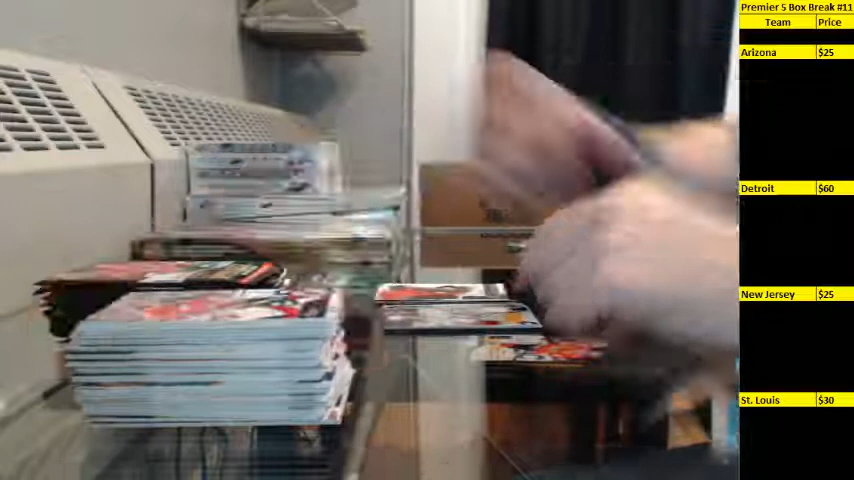 Premier 5 Box Break #11
Team Price
Arizona $25
Detroit $60
New Jersey $25
St. Louis $30